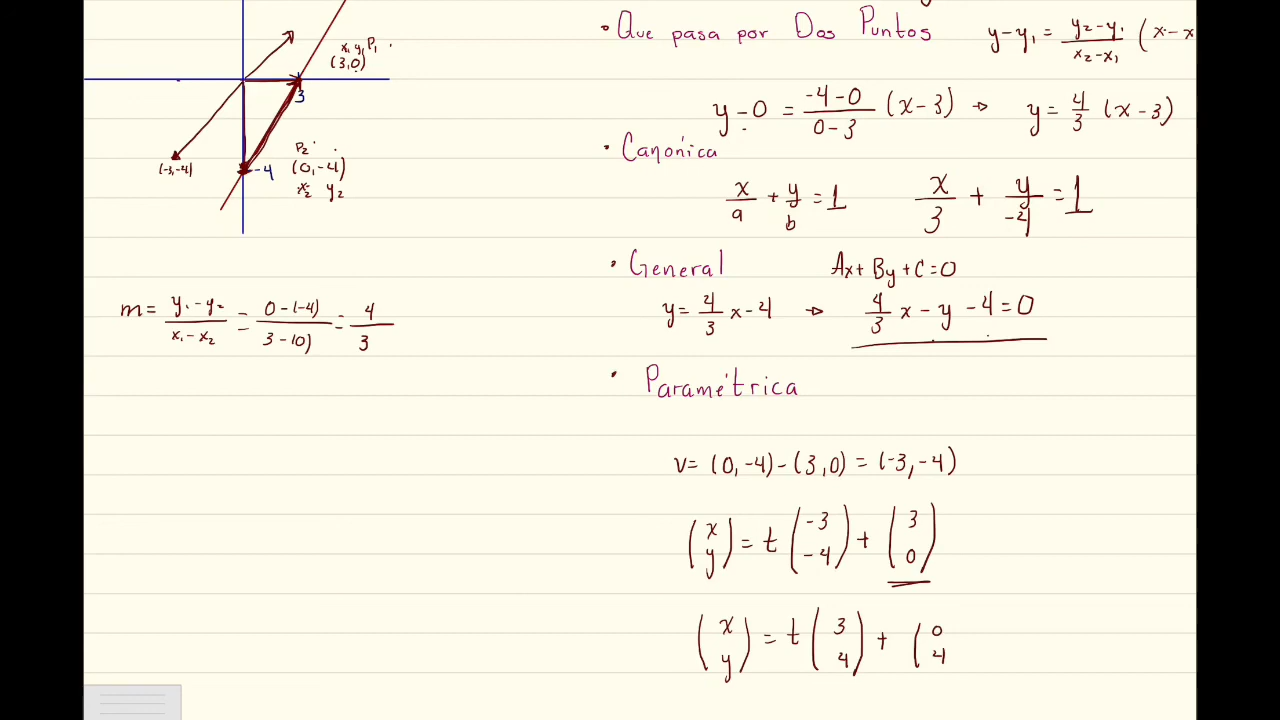 x₁ y₁ P₁
(3,0)
3
P₂
(0,-4)
x₂ y₂
-4
(-3,-4)
m = (y₁-y₂)/(x₁-x₂) = (0-(-4))/(3-(0)) = 4/3
• Que pasa por Dos Puntos y-y₁ = (y₂-y₁)/(x₂-x₁) (x-x
y-0 = (-4-0)/(0-3) (x-3) → y = 4/3 (x-3)
• Canónica
x/a + y/b = 1 x/3 + y/-4 = 1
• General Ax+By+C=0
y = 4/3 x-4 → 4/3 x - y - 4 = 0
• Paramétrica
v = (0,-4)-(3,0) = (-3,-4)
(x y) = t (-3 -4) + (3 0)
(x y) = t (3 4) + (0 4